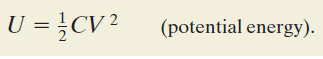 U = ½CV² (potential energy).